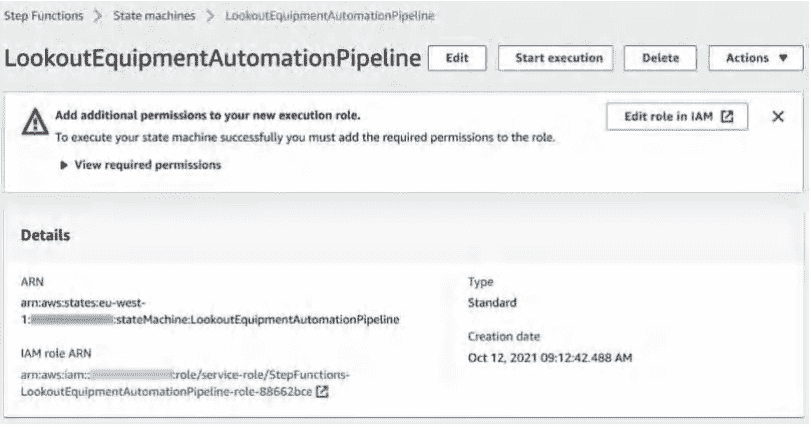 Step Functions > State machines > LookoutEquipmentAutomationPipeline
LookoutEquipmentAutomationPipeline Edit Start execution Delete Actions ▼
Add additional permissions to your new execution role. Edit role in IAM
To execute your state machine successfully you must add the required permissions to the role.
▶ View required permissions
Details
ARN
arn:aws:states:eu-west-
1: :stateMachine:LookoutEquipmentAutomationPipeline
IAM role ARN
arn:aws:iam:: :role/service-role/StepFunctions-
LookoutEquipmentAutomationPipeline-role-88662bce
Type
Standard
Creation date
Oct 12, 2021 09:12:42.488 AM